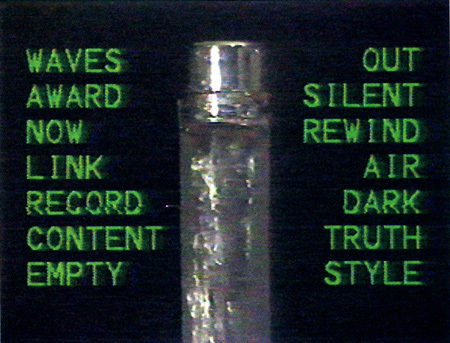 WAVES OUT
AWARD SILENT
NOW REWIND
LINK AIR
RECORD DARK
CONTENT TRUTH
EMPTY STYLE